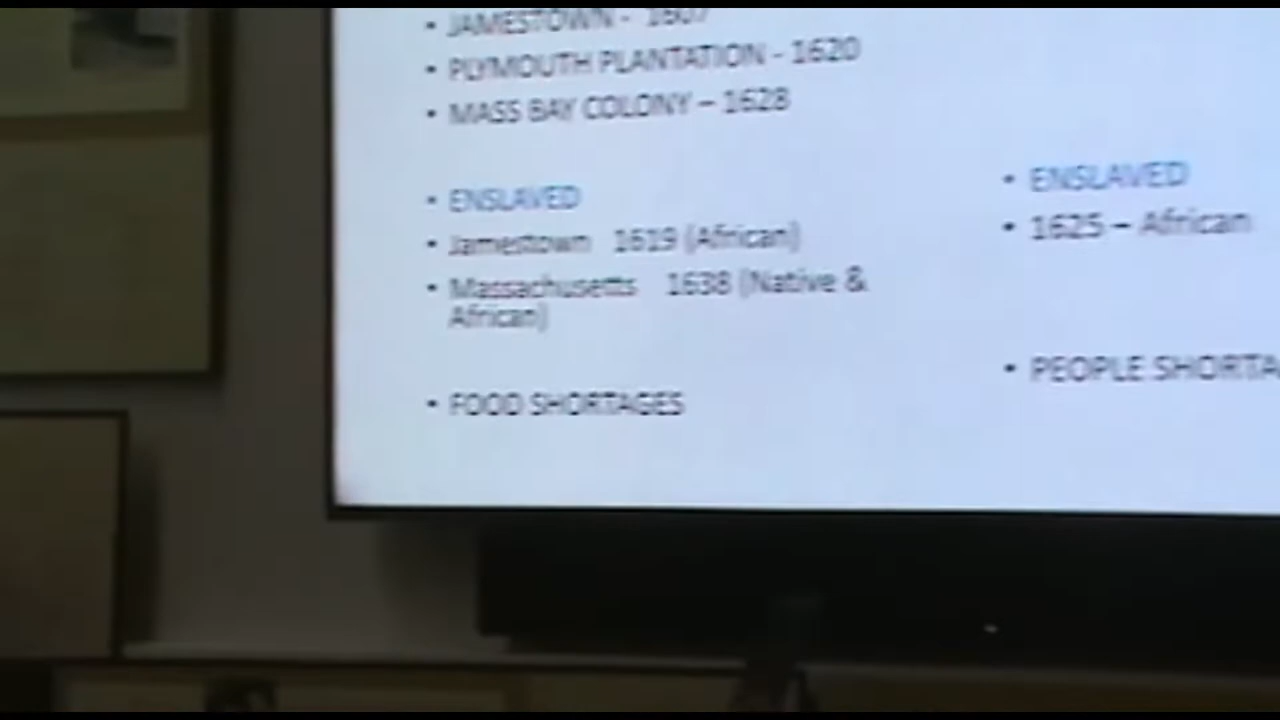 • JAMESTOWN - 1607
• PLYMOUTH PLANTATION - 1620
• MASS BAY COLONY – 1628
• ENSLAVED
• Jamestown 1619 (African)
• Massachusetts 1638 (Native &
African)
• FOOD SHORTAGES
• ENSLAVED
• 1625 – African
• PEOPLE SHORTA